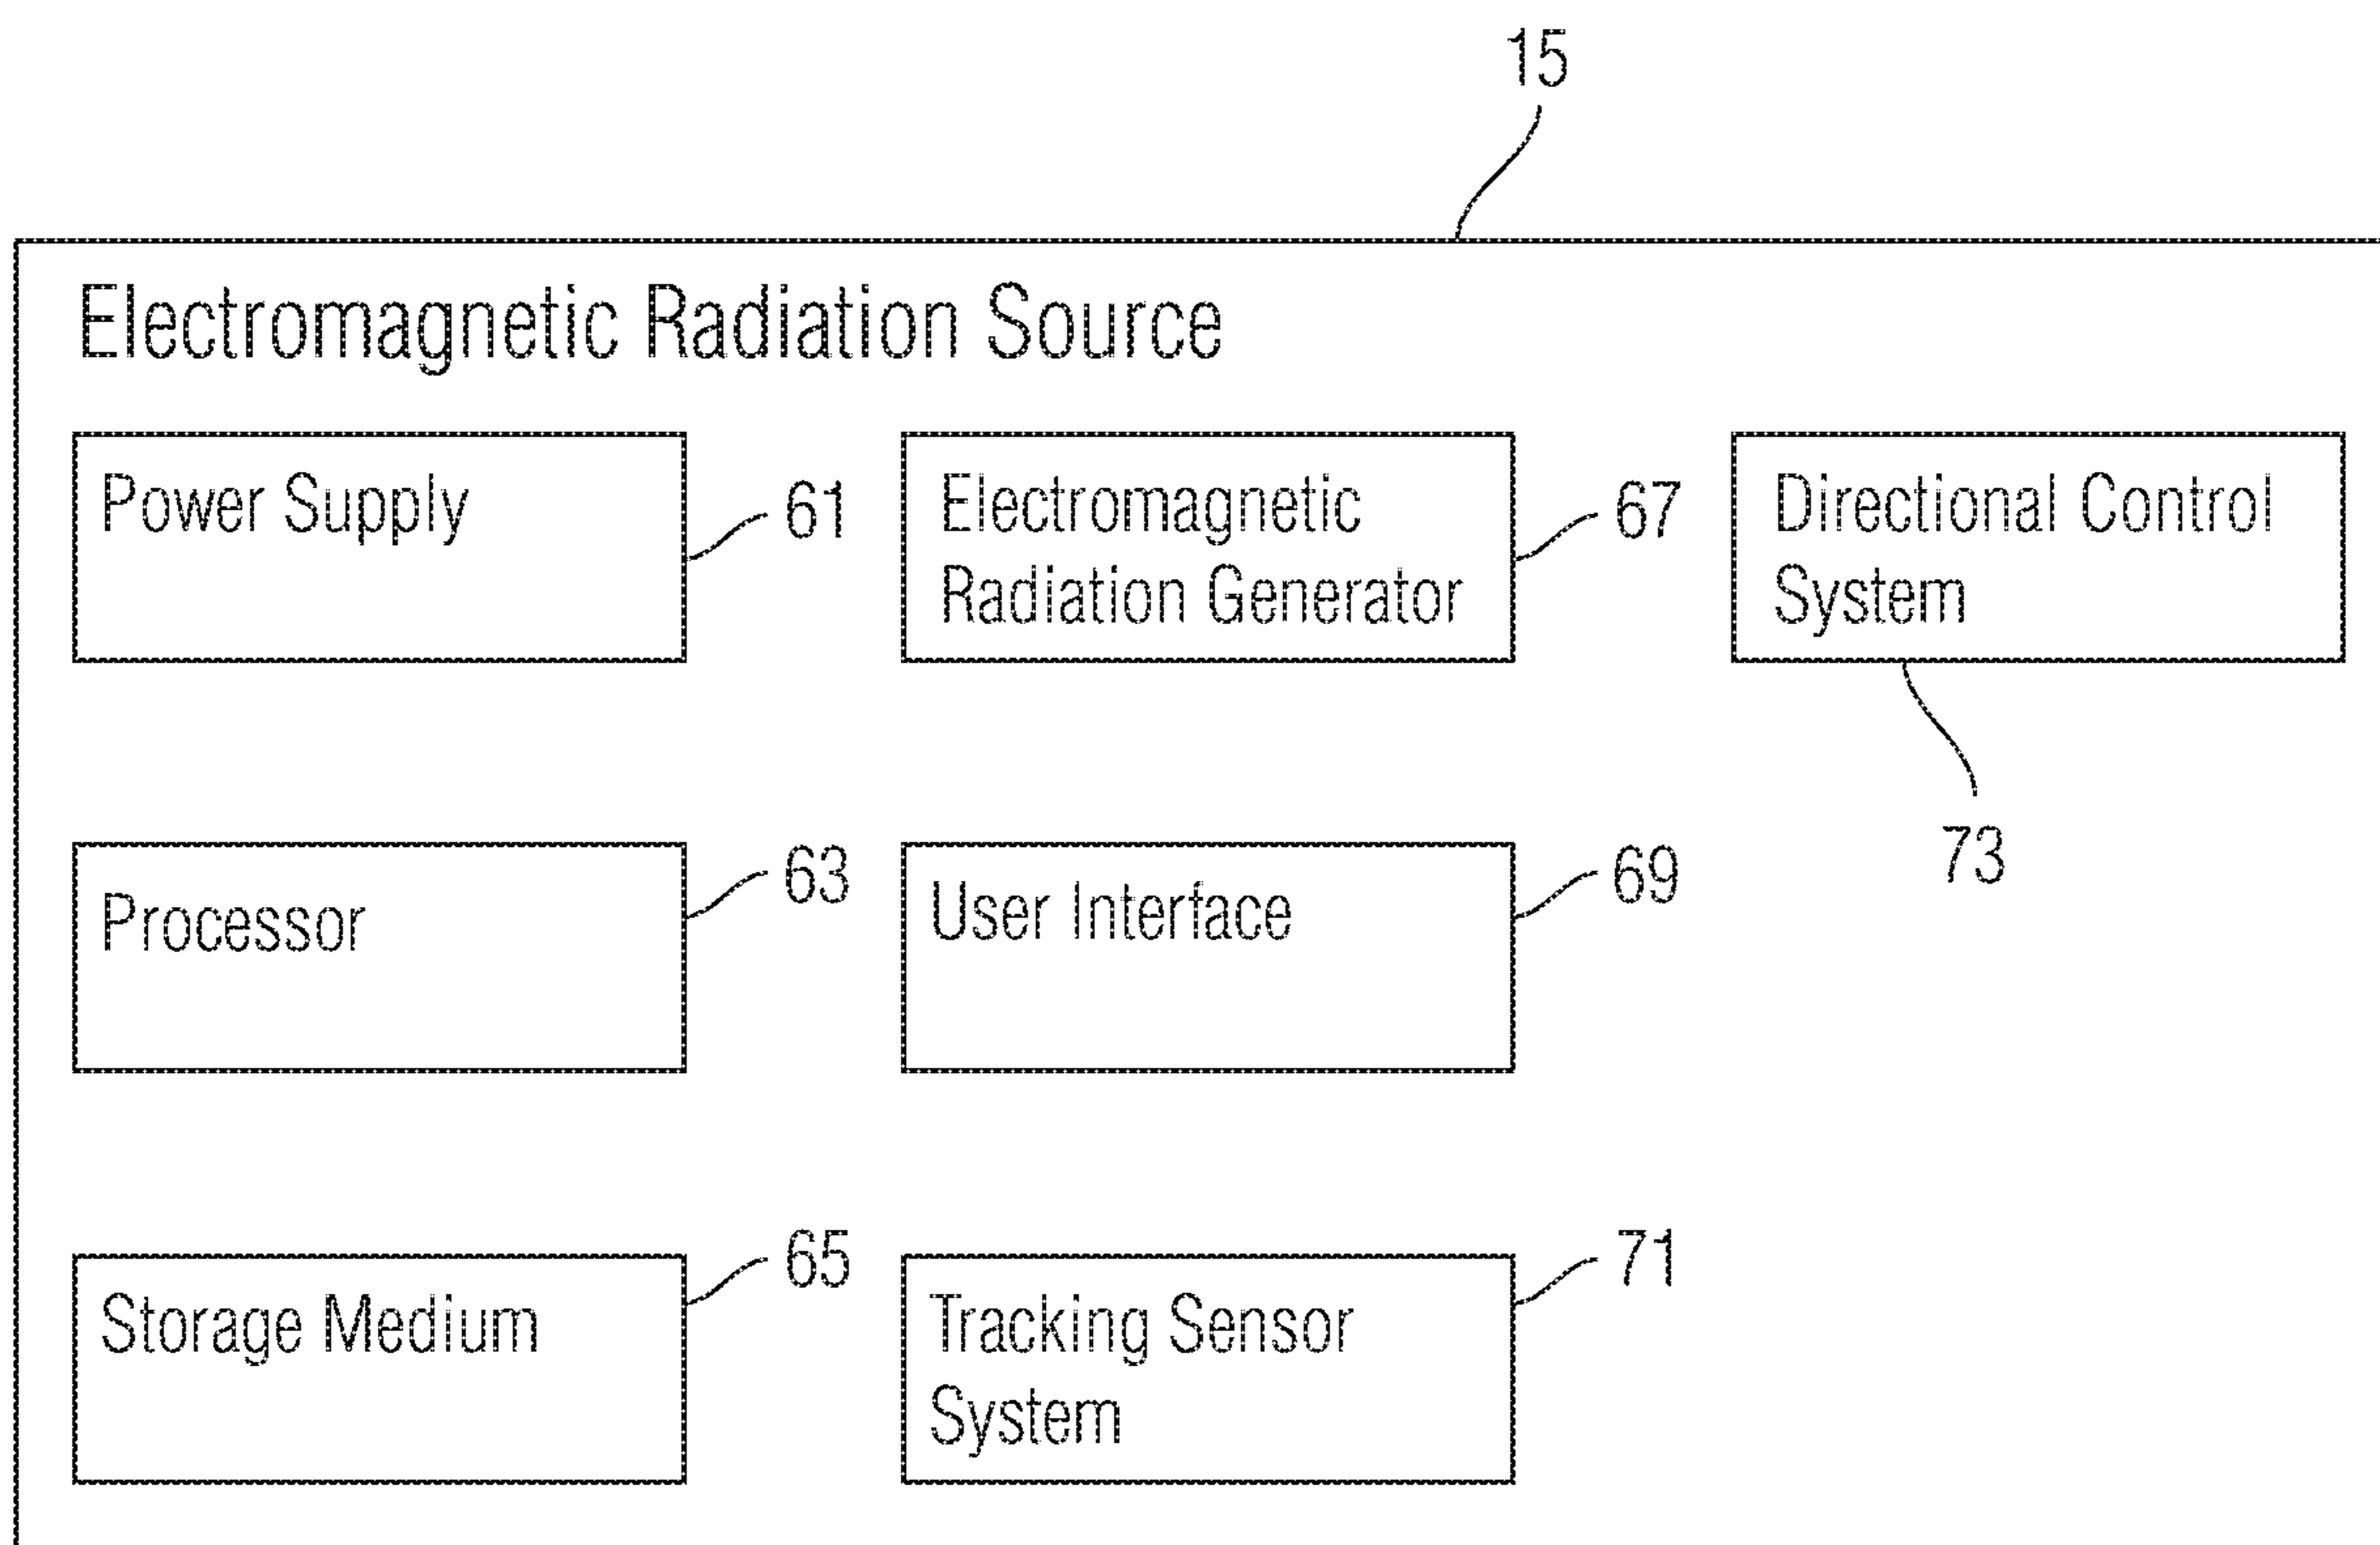 15
Electromagnetic Radiation Source
Power Supply
61
Electromagnetic
Radiation Generator
67
Directional Control
System
73
Processor
63
User Interface
69
Storage Medium
65
Tracking Sensor
System
71